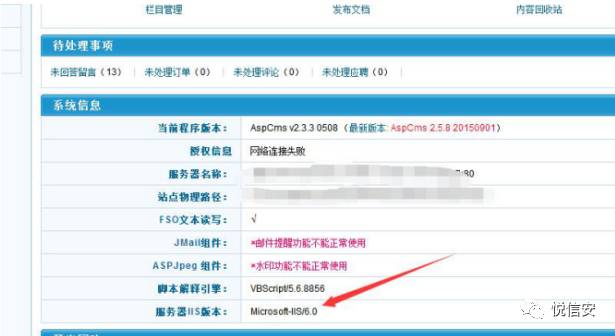 栏目管理 发布文档 内容回收站
待处理事项
未回答留言（13） 未处理订单（0） 未处理评论（0） 未处理应聘（0）
系统信息
当前程序版本： AspCms v2.3.3 0508（最新版本: AspCms 2.5.8 20150901）
授权信息 网络连接失败
服务器名称： :80
站点物理路径：
FSO文本读写： √
JMail组件： ×邮件提醒功能不能正常使用
ASPJpeg 组件： ×水印功能不能正常使用
脚本解释引擎： VBScript/5.6.8856
服务器IIS版本： Microsoft-IIS/6.0
悦信安